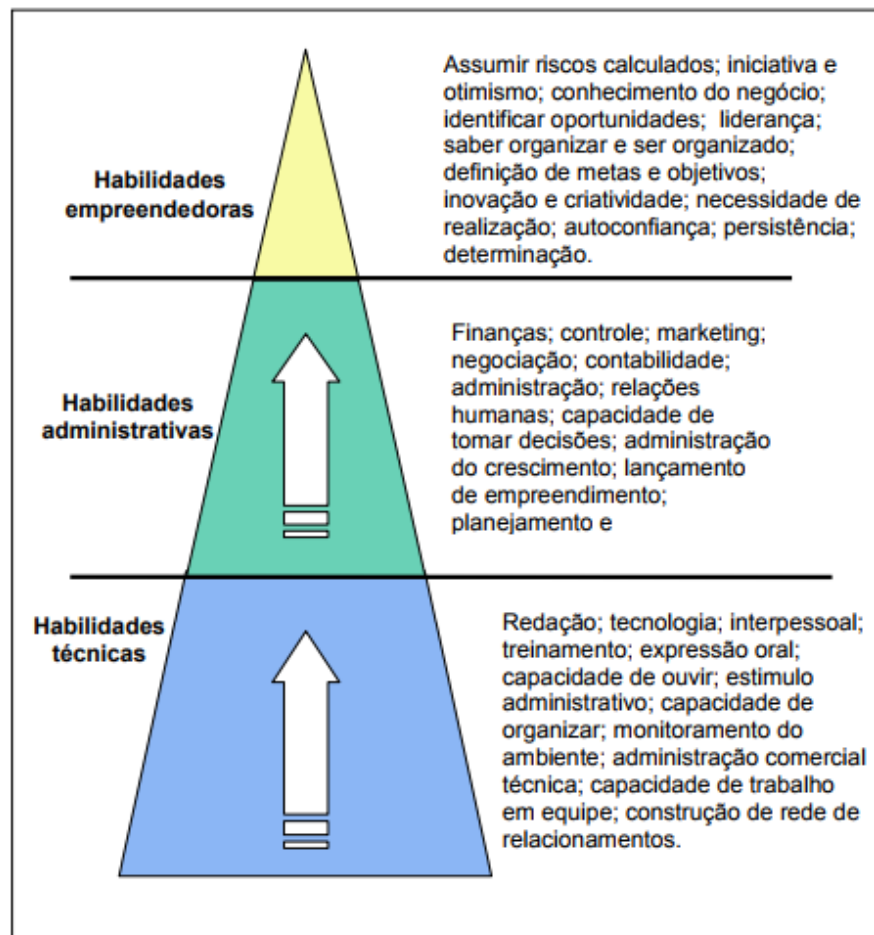 Assumir riscos calculados; iniciativa e
otimismo; conhecimento do negócio;
identificar oportunidades; liderança;
saber organizar e ser organizado;
definição de metas e objetivos;
inovação e criatividade; necessidade de
realização; autoconfiança; persistência;
determinação.
Habilidades
empreendedoras
Finanças; controle; marketing;
negociação; contabilidade;
administração; relações
humanas; capacidade de
tomar decisões; administração
do crescimento; lançamento
de empreendimento;
planejamento e
Habilidades
administrativas
Habilidades
técnicas
Redação; tecnologia; interpessoal;
treinamento; expressão oral;
capacidade de ouvir; estimulo
administrativo; capacidade de
organizar; monitoramento do
ambiente; administração comercial
técnica; capacidade de trabalho
em equipe; construção de rede de
relacionamentos.